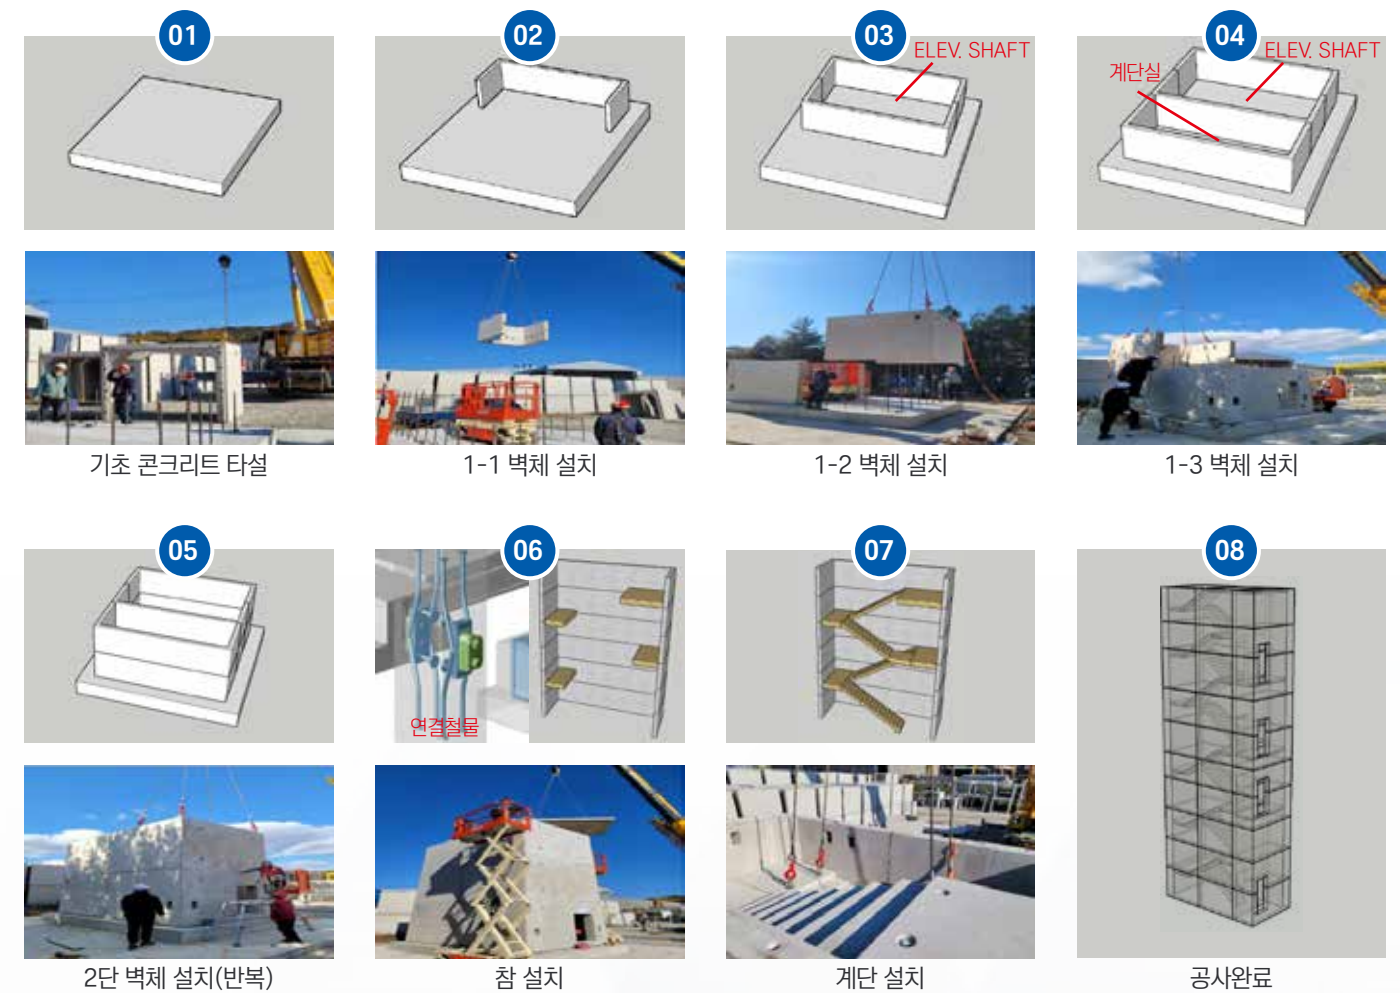 01
02
03
ELEV. SHAFT
04
ELEV. SHAFT
계단실
기초 콘크리트 타설
1-1 벽체 설치
1-2 벽체 설치
1-3 벽체 설치
05
06
연결철물
07
08
2단 벽체 설치(반복)
참 설치
계단 설치
공사완료